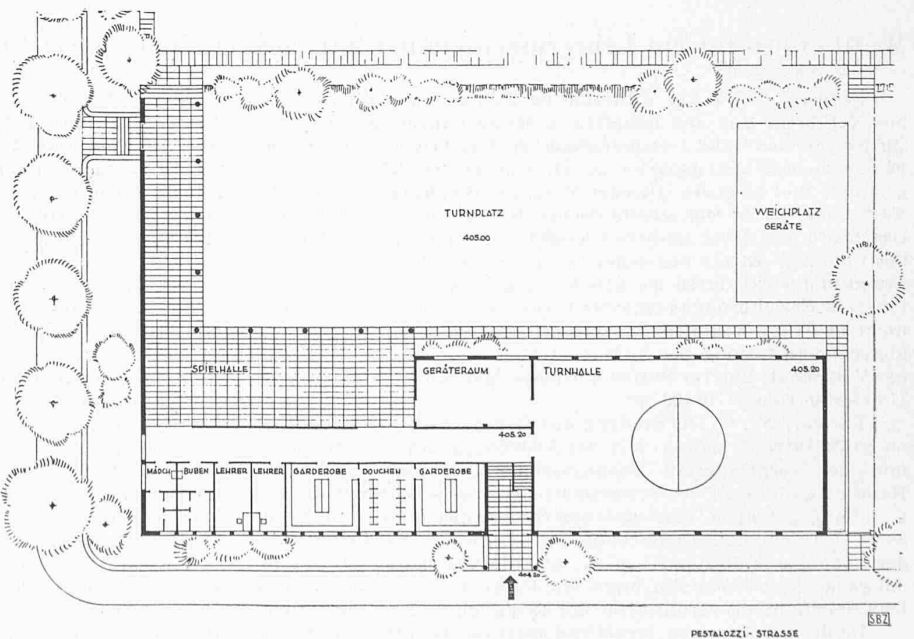 TURNPLATZ
405.00
WEICHPLATZ
GERÄTE
SPIELHALLE
GERÄTERAUM
TURNHALLE
405.20
405.20
MÄDCH.
BUBEN
LEHRER
LEHRER
GARDEROBE
DOUCHEN
GARDEROBE
404.20
SBZ
PESTALOZZI - STRASSE